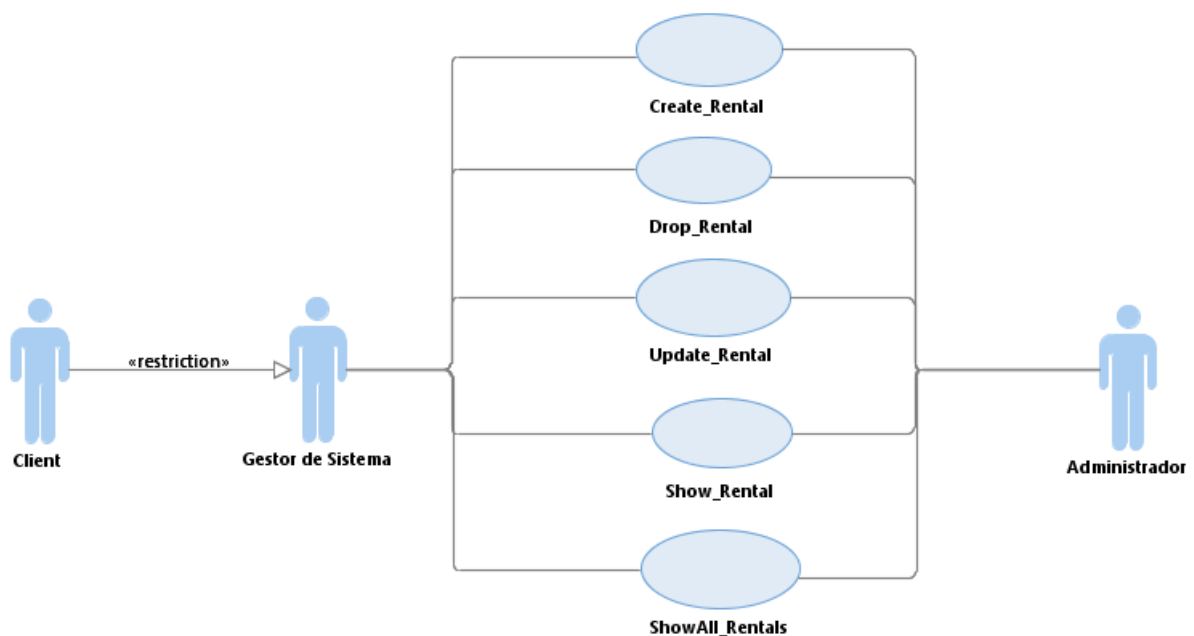 Create_Rental
Drop_Rental
Update_Rental
«restriction»
Client
Gestor de Sistema
Administrador
Show_Rental
ShowAll_Rentals